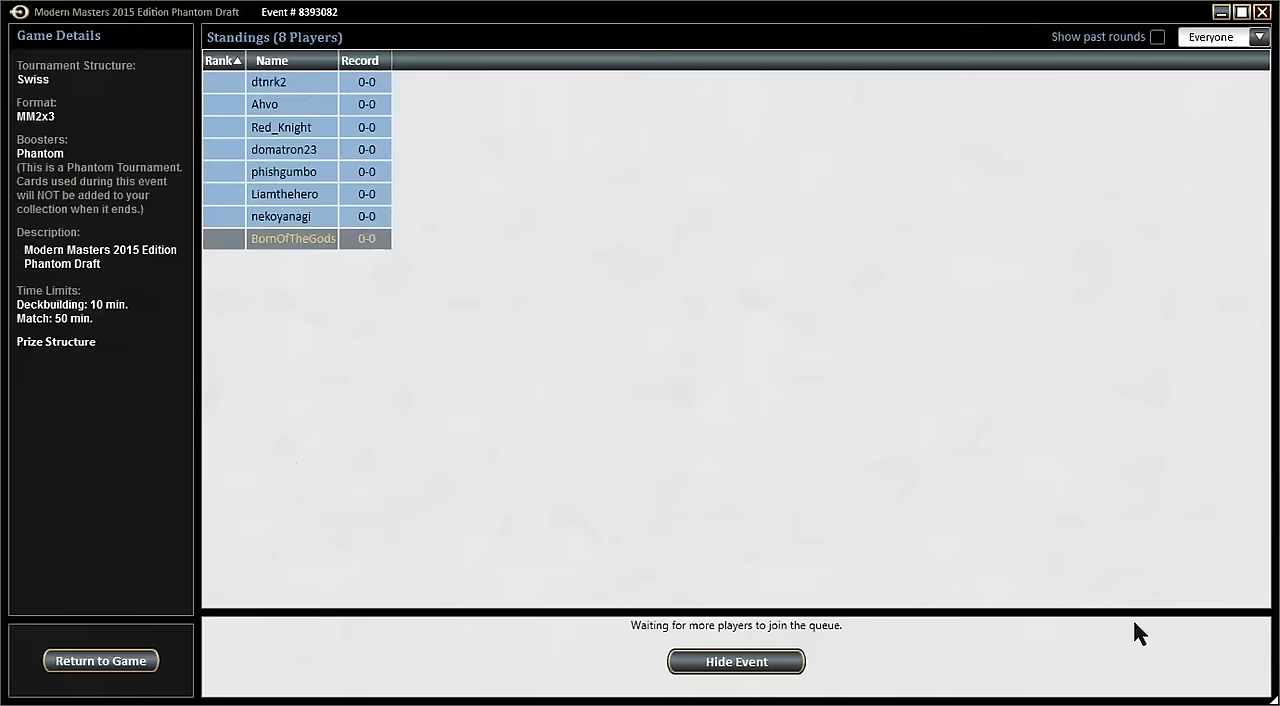 Modern Masters 2015 Edition Phantom Draft Event # 8393082
Game Details
Tournament Structure:
Swiss
Format:
MM2x3
Boosters:
Phantom
(This is a Phantom Tournament.
Cards used during this event
will NOT be added to your
collection when it ends.)
Description:
Modern Masters 2015 Edition
Phantom Draft
Time Limits:
Deckbuilding: 10 min.
Match: 50 min.
Prize Structure
Return to Game
Standings (8 Players) Show past rounds Everyone
Rank Name Record
dtnrk2 0-0
Ahvo 0-0
Red_Knight 0-0
domatron23 0-0
phishgumbo 0-0
Liamthehero 0-0
nekoyanagi 0-0
BornOfTheGods 0-0
Waiting for more players to join the queue.
Hide Event